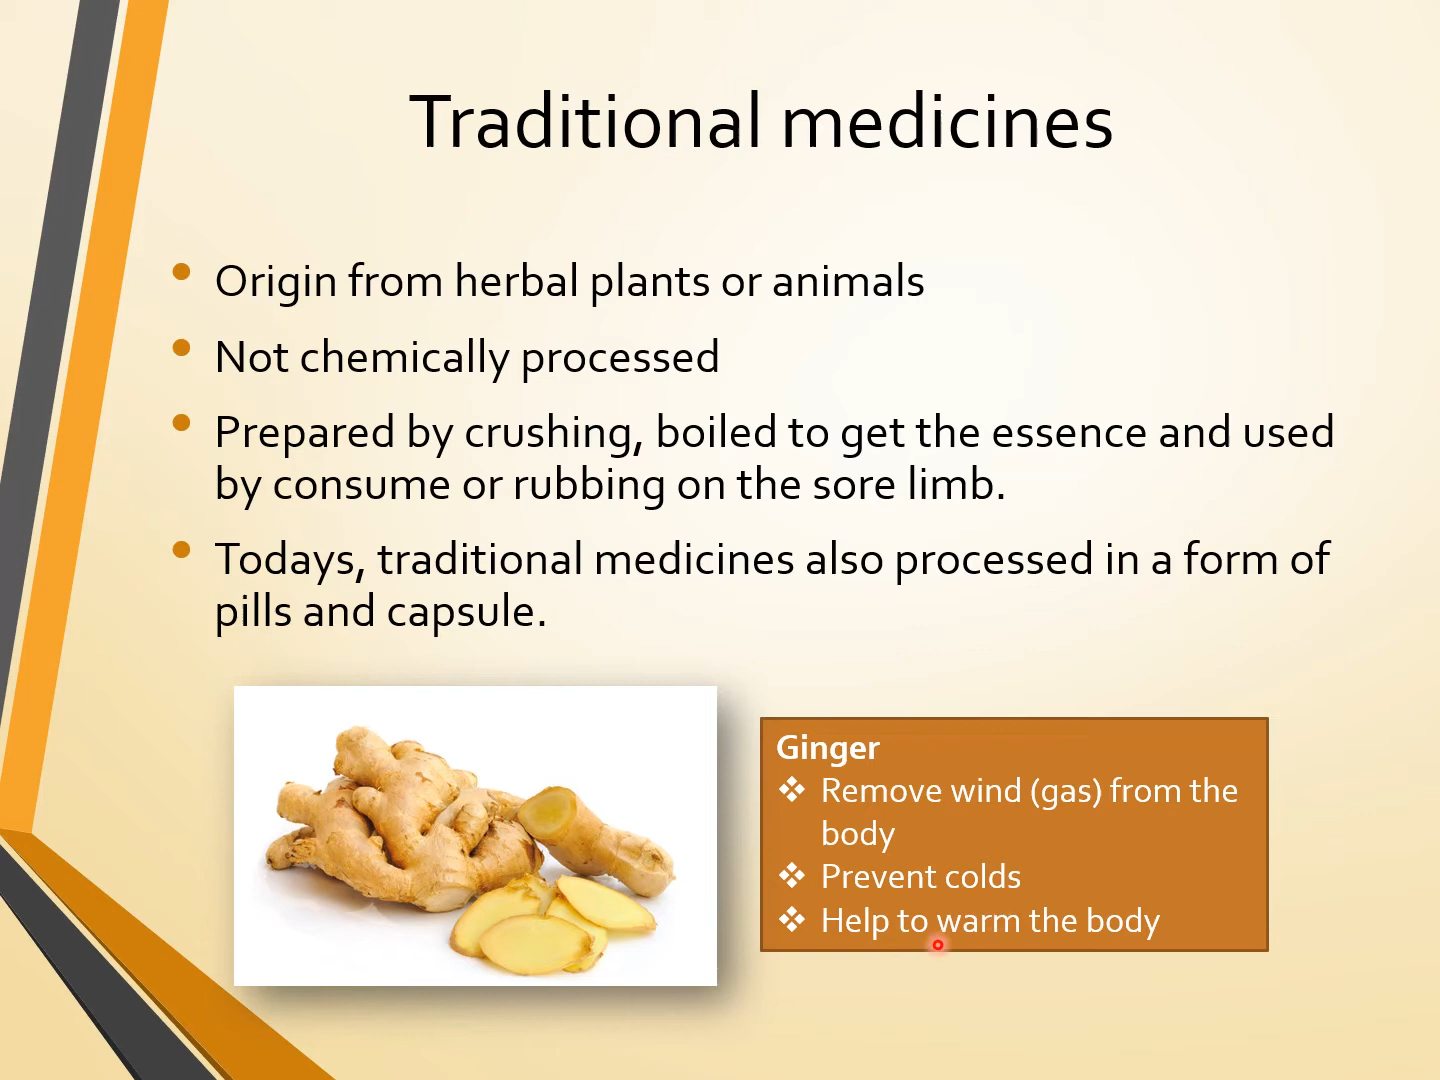 Traditional medicines
• Origin from herbal plants or animals
• Not chemically processed
• Prepared by crushing, boiled to get the essence and used
by consume or rubbing on the sore limb.
• Todays, traditional medicines also processed in a form of
pills and capsule.
Ginger
❖ Remove wind (gas) from the
body
❖ Prevent colds
❖ Help to warm the body